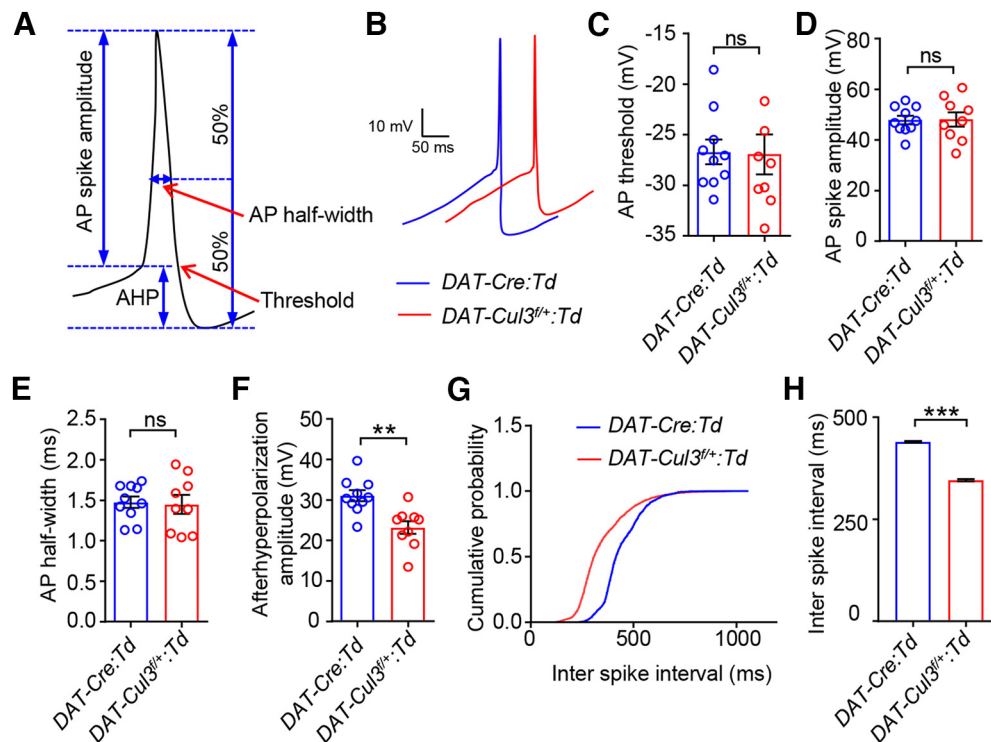 A
AP spike amplitude
50%
50%
AP half-width
Threshold
AHP
B
10 mV
50 ms
DAT-Cre:Td
DAT-Cul3f/+:Td
C
AP threshold (mV)
-15
-20
-25
-30
-35
ns
DAT-Cre:Td
DAT-Cul3f/+:Td
D
AP spike amplitude (mV)
80
60
-40
20
0
ns
DAT-Cre:Td
DAT-Cul3f/+:Td
E
AP half-width (ms)
2.5
2.0
1.5
1.0
0.5
0.0
ns
DAT-Cre:Td
DAT-Cul3f/+:Td
F
Afterhyperpolarization
amplitude (mV)
50
40
30
20
10
0
**
DAT-Cre:Td
DAT-Cul3f/+:Td
G
Cumulative probability
1.5
1.0
0.5
0.0
DAT-Cre:Td
DAT-Cul3f/+:Td
0
500
1000
Inter spike interval (ms)
H
Inter spike interval (ms)
500
250
0
***
DAT-Cre:Td
DAT-Cul3f/+:Td